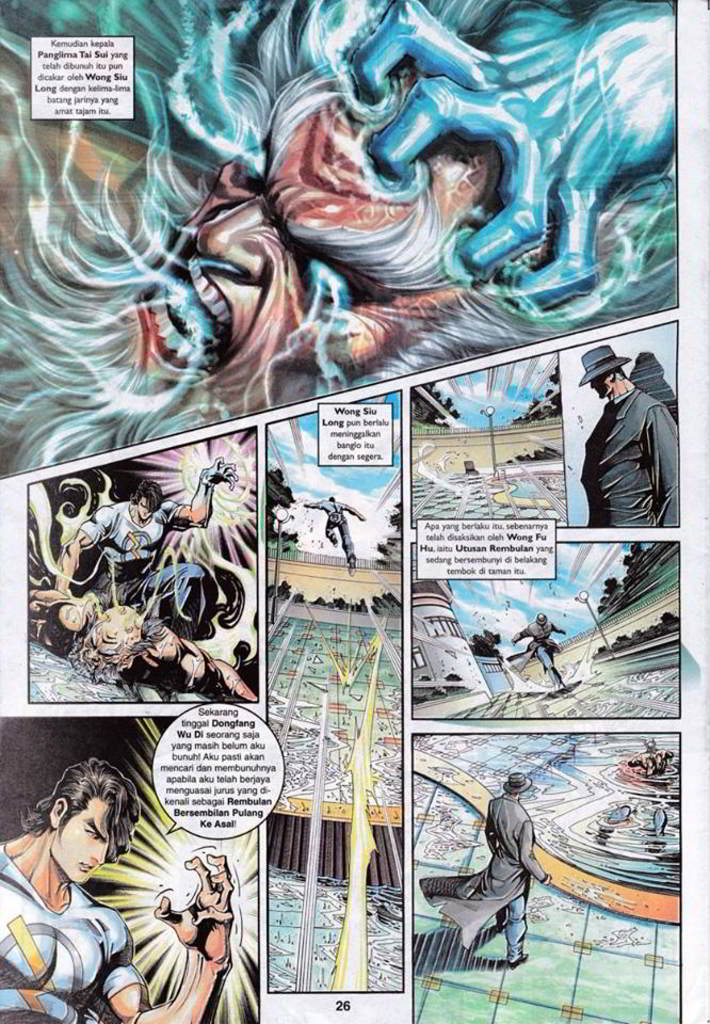 Kemudian kepala
Panglima Tai Sui yang
telah dibunuh itu pun
dicakar oleh Wong Siu
Long dengan kelima-lima
batang jarinya yang
amat tajam itu.
Wong Siu
Long pun berlalu
meninggalkan
banglo itu
dengan segera.
Apa yang berlaku itu, sebenarnya
telah disaksikan oleh Wong Fu
Hu, iaitu Utusan Rembulan yang
sedang bersembunyi di belakang
tembok di taman itu.
Sekarang
tinggal Dongfang
Wu Di seorang saja
yang masih belum aku
bunuh! Aku pasti akan
mencari dan membunuhnya
apabila aku telah berjaya
menguasai jurus yang di-
kenali sebagai Rembulan
Bersembilan Pulang
Ke Asal!
26